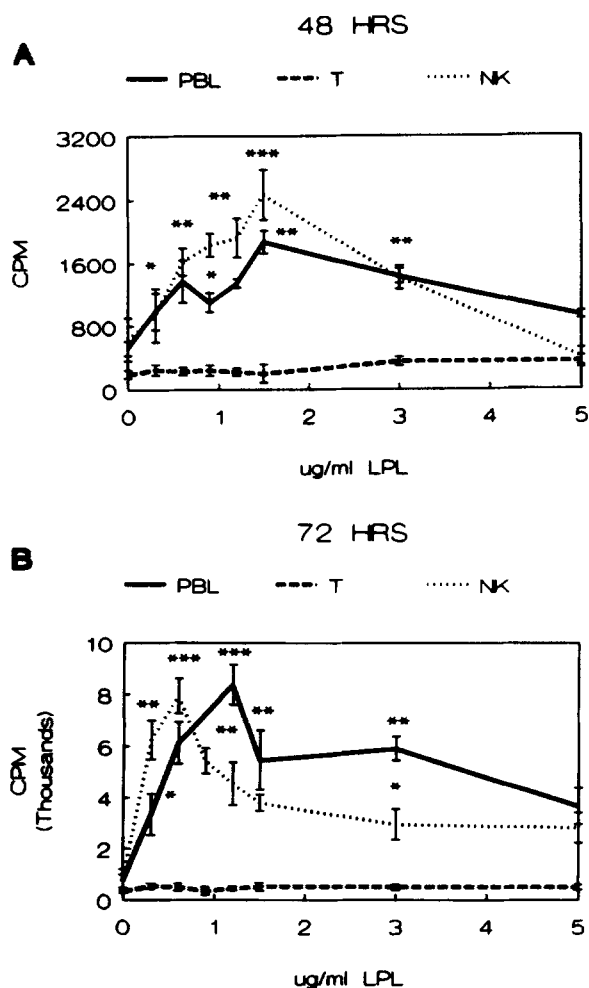 48 HRS
A
PBL T NK
3200
2400
1600
800
0
CPM
***
**
**
*
*
**
**
0 1 2 3 4 5
ug/ml LPL
72 HRS
B
PBL T NK
10
8
6
4
2
0
CPM
(Thousands)
***
***
**
**
**
**
*
*
0 1 2 3 4 5
ug/ml LPL